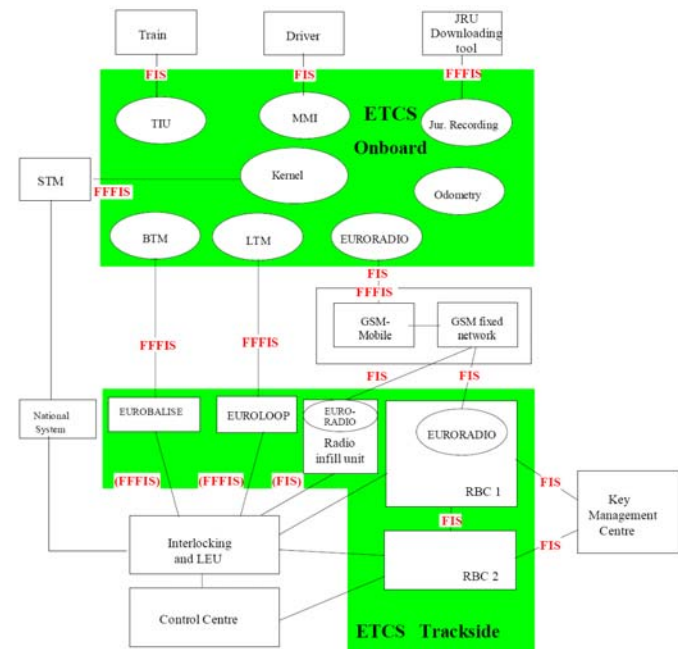 Train
Driver
JRU
Downloading
tool
FIS
FIS
FFFIS
TIU
MMI
ETCS
Jur. Recording
Onboard
STM
FFFIS
Kernel
Odometry
BTM
LTM
EURORADIO
FIS
FFFIS
GSM-
Mobile
GSM fixed
network
FFFIS
FFFIS
FIS
FIS
National
System
EUROBALISE
EUROLOOP
EURO-
RADIO
Radio
infill unit
EURORADIO
(FFFIS)
(FFFIS)
(FIS)
RBC 1
FIS
Key
Management
Centre
FIS
Interlocking
and LEU
FIS
RBC 2
Control Centre
ETCS Trackside